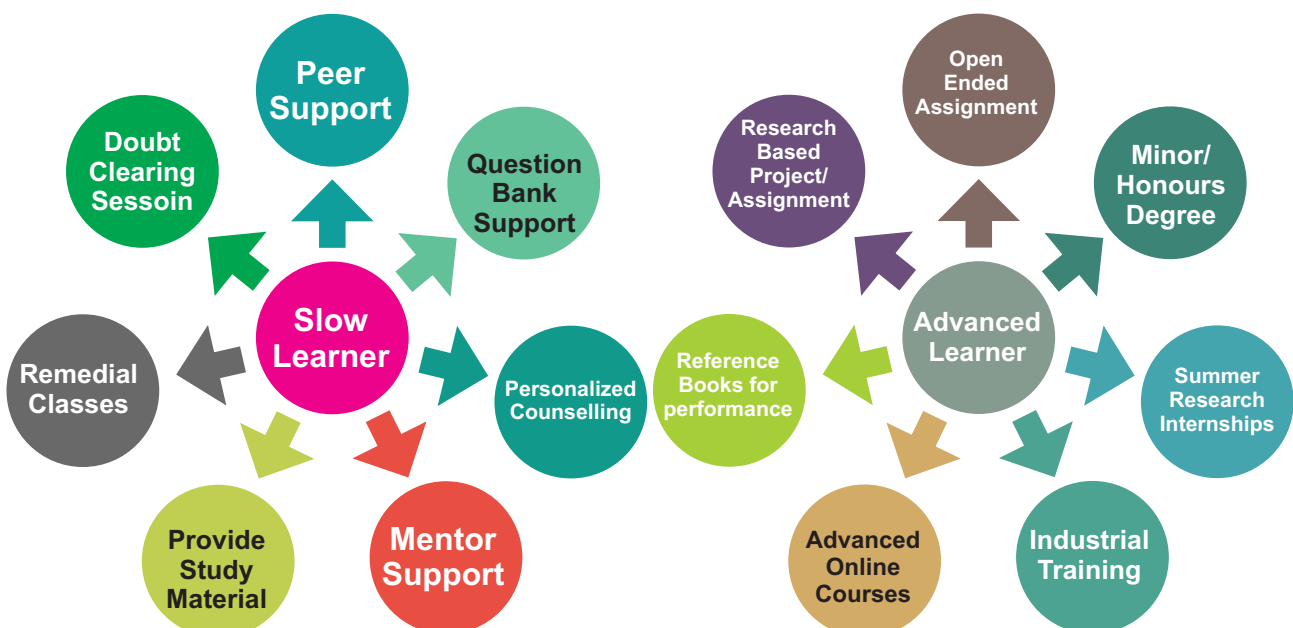 Peer
Support
Doubt
Clearing
Sessoin
Question
Bank
Support
Slow
Learner
Remedial
Classes
Personalized
Counselling
Provide
Study
Material
Mentor
Support
Open
Ended
Assignment
Research
Based
Project/
Assignment
Minor/
Honours
Degree
Advanced
Learner
Reference
Books for
performance
Summer
Research
Internships
Advanced
Online
Courses
Industrial
Training